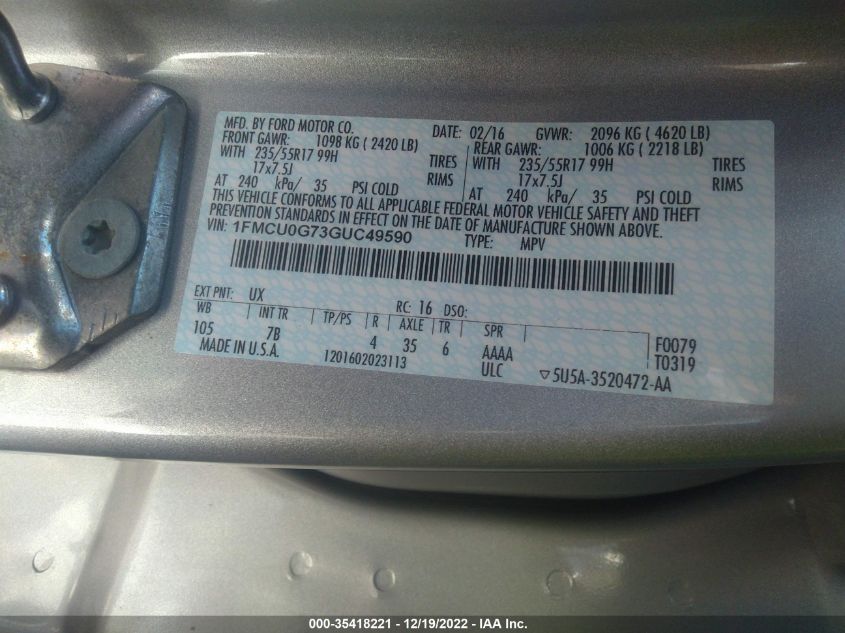 MFD. BY FORD MOTOR CO. DATE: 02/16 GVWR: 2096 KG ( 4620 LB)
FRONT GAWR: 1098 KG ( 2420 LB) REAR GAWR: 1006 KG ( 2218 LB)
WITH 235/55R17 99H TIRES WITH 235/55R17 99H TIRES
17x7.5J RIMS 17x7.5J RIMS
AT 240 kPa/ 35 PSI COLD AT 240 kPa/ 35 PSI COLD
THIS VEHICLE CONFORMS TO ALL APPLICABLE FEDERAL MOTOR VEHICLE SAFETY AND THEFT
PREVENTION STANDARDS IN EFFECT ON THE DATE OF MANUFACTURE SHOWN ABOVE.
VIN: 1FMCU0G73GUC49590 TYPE: MPV
EXT PNT: UX RC: 16 DSO:
WB INT TR TP/PS R AXLE TR SPR F0079
105 7B 4 35 6 AAAA T0319
MADE IN U.S.A. 1201602023113 ULC ▽5U5A-3520472-AA
000-35418221 - 12/19/2022 - IAA Inc.